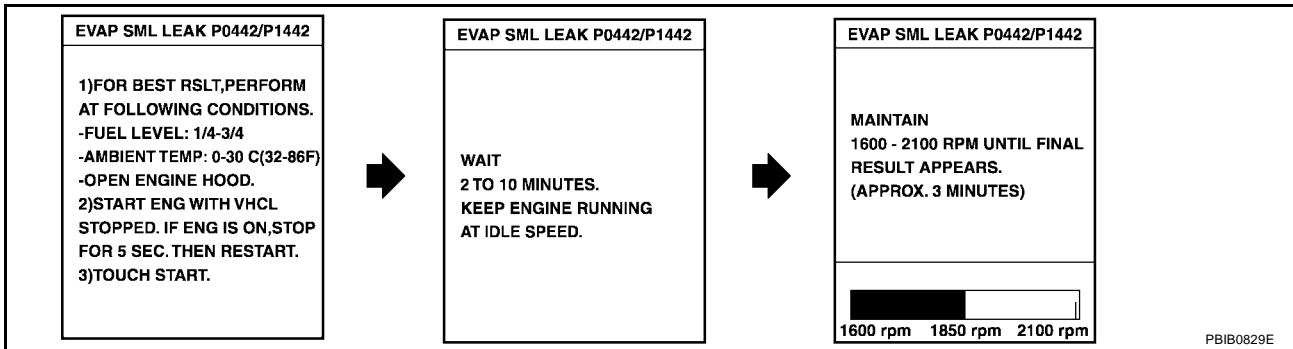 EVAP SML LEAK P0442/P1442
1)FOR BEST RSLT,PERFORM
AT FOLLOWING CONDITIONS.
-FUEL LEVEL: 1/4-3/4
-AMBIENT TEMP: 0-30 C(32-86F)
-OPEN ENGINE HOOD.
2)START ENG WITH VHCL
STOPPED. IF ENG IS ON,STOP
FOR 5 SEC. THEN RESTART.
3)TOUCH START.
EVAP SML LEAK P0442/P1442
WAIT
2 TO 10 MINUTES.
KEEP ENGINE RUNNING
AT IDLE SPEED.
EVAP SML LEAK P0442/P1442
MAINTAIN
1600 - 2100 RPM UNTIL FINAL
RESULT APPEARS.
(APPROX. 3 MINUTES)
1600 rpm 1850 rpm 2100 rpm
PBIB0829E